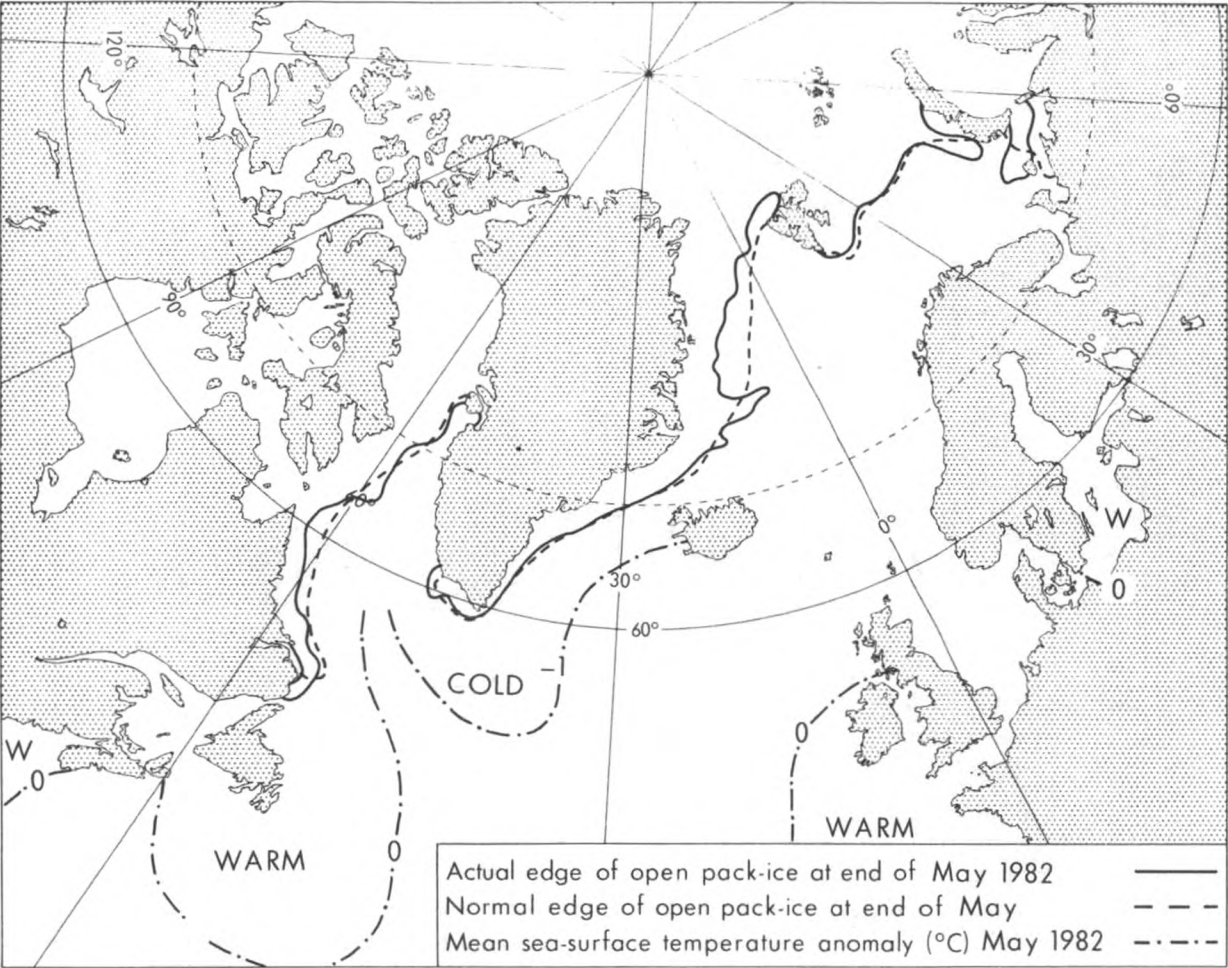 120°
60°
90°
30°
0°
60°
W
0
30°
60°
COLD
-1
W
0
0
WARM
0
WARM
Actual edge of open pack-ice at end of May 1982
Normal edge of open pack-ice at end of May
Mean sea-surface temperature anomaly (°C) May 1982